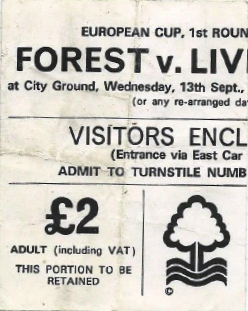 EUROPEAN CUP, 1st ROUN
FOREST v. LIV
at City Ground, Wednesday, 13th Sept.,
(or any re-arranged da
VISITORS ENCL
(Entrance via East Car
ADMIT TO TURNSTILE NUMB
£2
ADULT (including VAT)
THIS PORTION TO BE
RETAINED
©